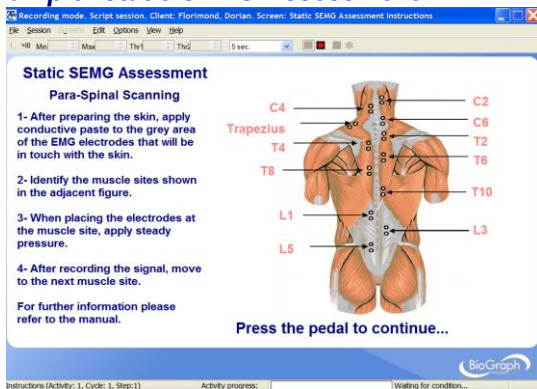 Recording mode. Script session. Client: Florimond, Dorian. Screen: Static SEMG Assessment Instructions
File Session Screens Edit Options View Help
Min Max Thr1 Thr2 5 sec.
Static SEMG Assessment
Para-Spinal Scanning
1- After preparing the skin, apply
conductive paste to the grey area
of the EMG electrodes that will be
in touch with the skin.
2- Identify the muscle sites shown
in the adjacent figure.
3- When placing the electrodes at
the muscle site, apply steady
pressure.
4- After recording the signal, move
to the next muscle site.
For further information please
refer to the manual.
C4
Trapezius
T4
T8
L1
L5
C2
C6
T2
T6
T10
L3
Press the pedal to continue...
BioGraph
Instructions (Activity: 1, Cycle: 1, Step:1) Activity progress: Waiting for condition...